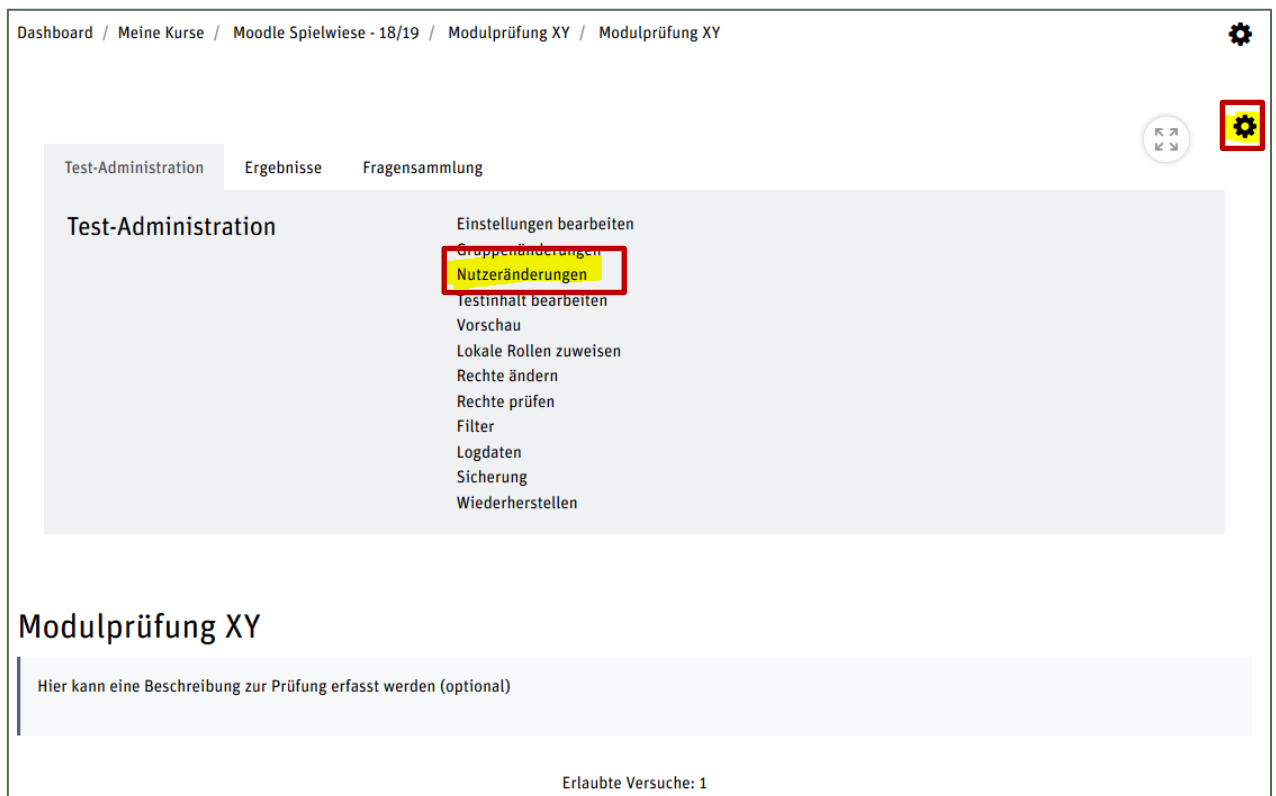 Dashboard / Meine Kurse / Moodle Spielwiese - 18/19 / Modulprüfung XY / Modulprüfung XY
Test-Administration Ergebnisse Fragensammlung
Test-Administration
Einstellungen bearbeiten
Gruppenänderungen
Nutzeränderungen
Testinhalt bearbeiten
Vorschau
Lokale Rollen zuweisen
Rechte ändern
Rechte prüfen
Filter
Logdaten
Sicherung
Wiederherstellen
Modulprüfung XY
Hier kann eine Beschreibung zur Prüfung erfasst werden (optional)
Erlaubte Versuche: 1